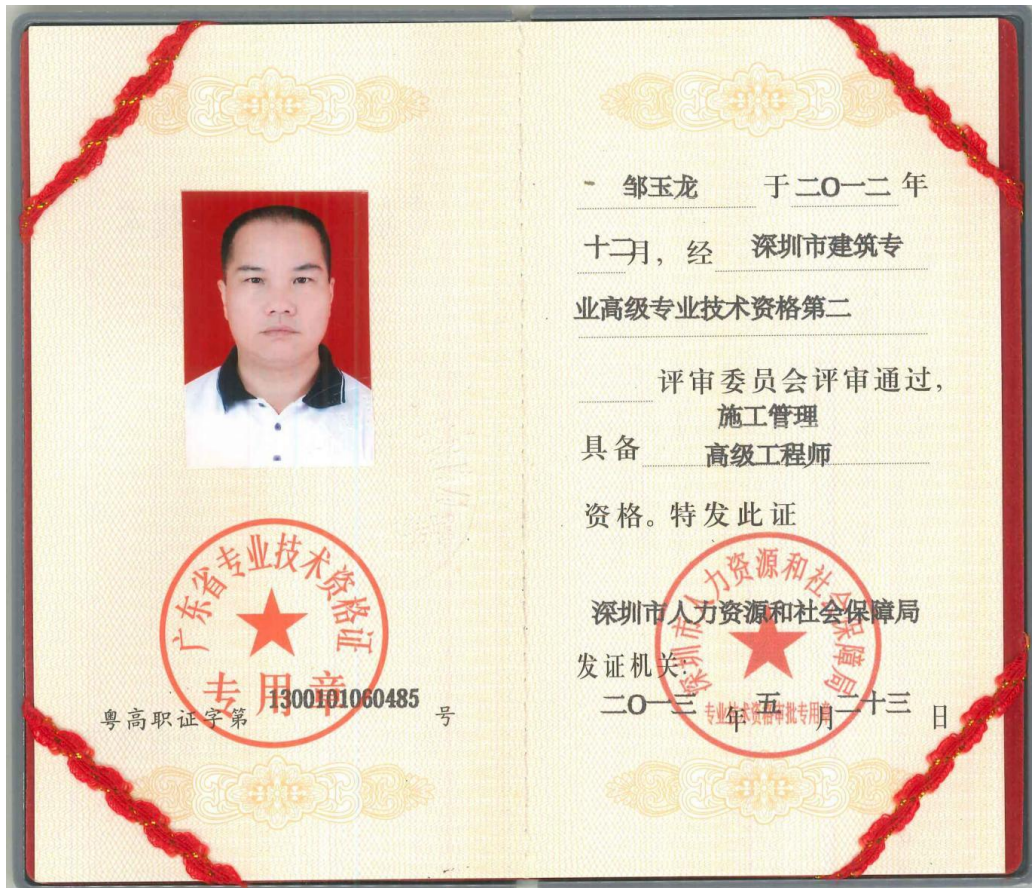 广东省专业技术资格证
专用章
粤高职证字第 1300101060485 号
邹玉龙 于二〇一二年
十二月，经 深圳市建筑专
业高级专业技术资格第二
评审委员会评审通过，
施工管理
具备 高级工程师
资格。特发此证
深圳市人力资源和社会保障局
深圳市人力资源和社会保障局
发证机关：
二〇一三年五月二十三日
专业技术资格审批专用章